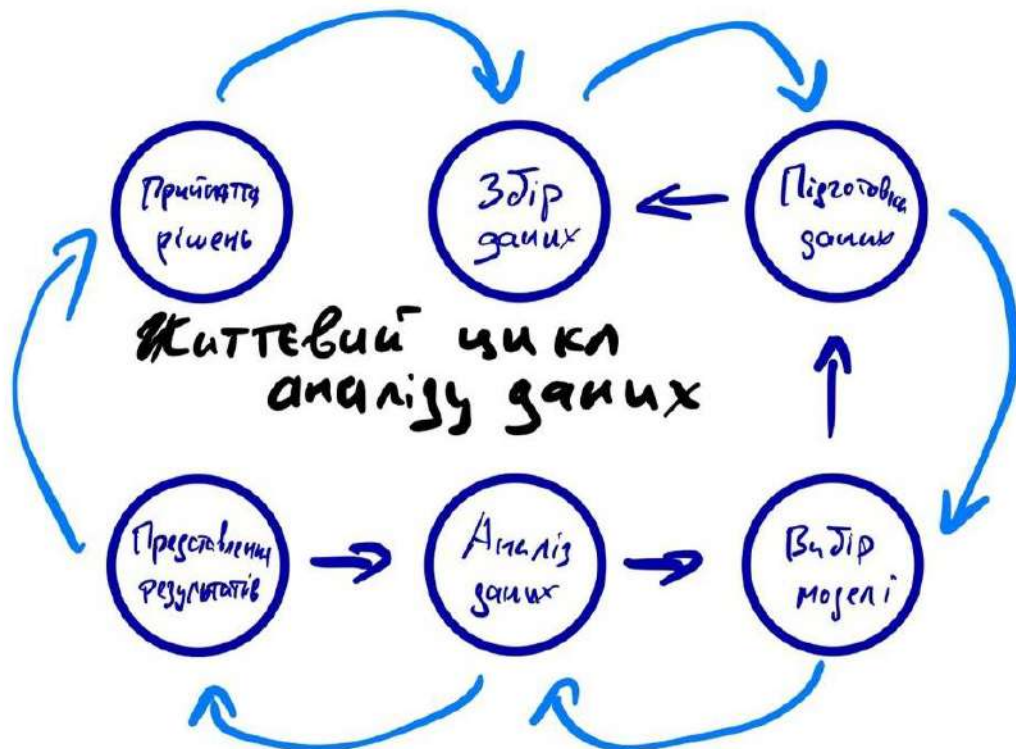 Прийняття
рішень
Збір
даних
Підготовка
даних
Життєвий цикл
аналізу даних
Представлення
результатів
Аналіз
даних
Вибір
моделі